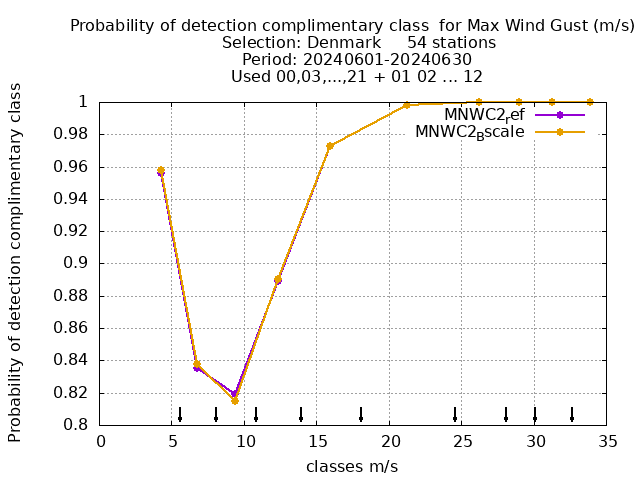 Probability of detection complimentary class  for Max Wind Gust (m/s)
Selection: Denmark     54 stations
Period: 20240601-20240630
Used 00,03,...,21 + 01 02 ... 12
Probability of detection complimentary class
1
0.98
0.96
0.94
0.92
0.9
0.88
0.86
0.84
0.82
0.8
MNWC2ref
MNWC2Bscale
0 5 10 15 20 25 30 35
classes m/s